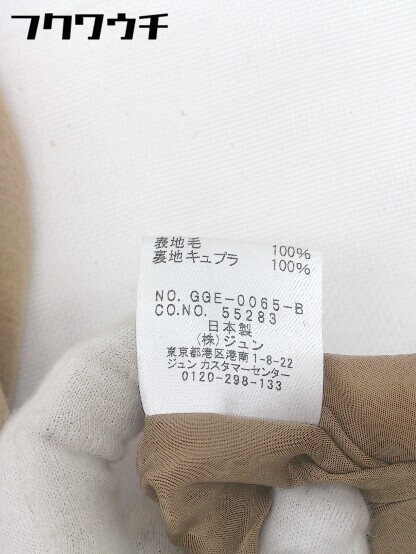 フクワウチ
表地毛 100%
裏地キュプラ 100%
NO. GGE-0065-B
CO.NO. 55283
日本製
(株)ジュン
東京都港区港南1-8-22
ジュン カスタマーセンター
0120-298-133